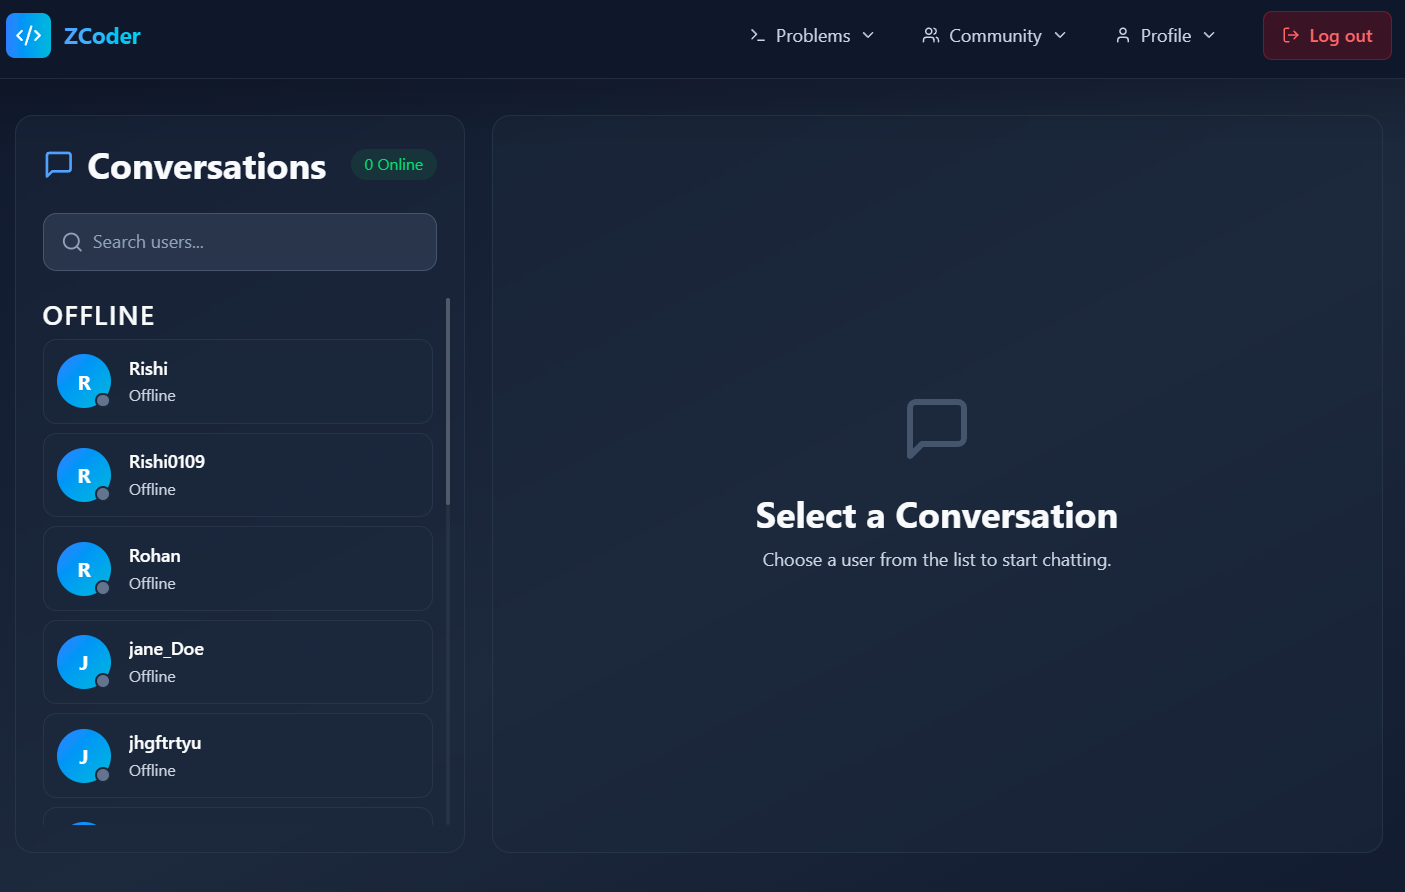 </> ZCoder
Problems
Community
Profile
Log out
Conversations
0 Online
Search users...
OFFLINE
R
Rishi
Offline
R
Rishi0109
Offline
R
Rohan
Offline
J
jane_Doe
Offline
J
jhgftrtyu
Offline
Select a Conversation
Choose a user from the list to start chatting.